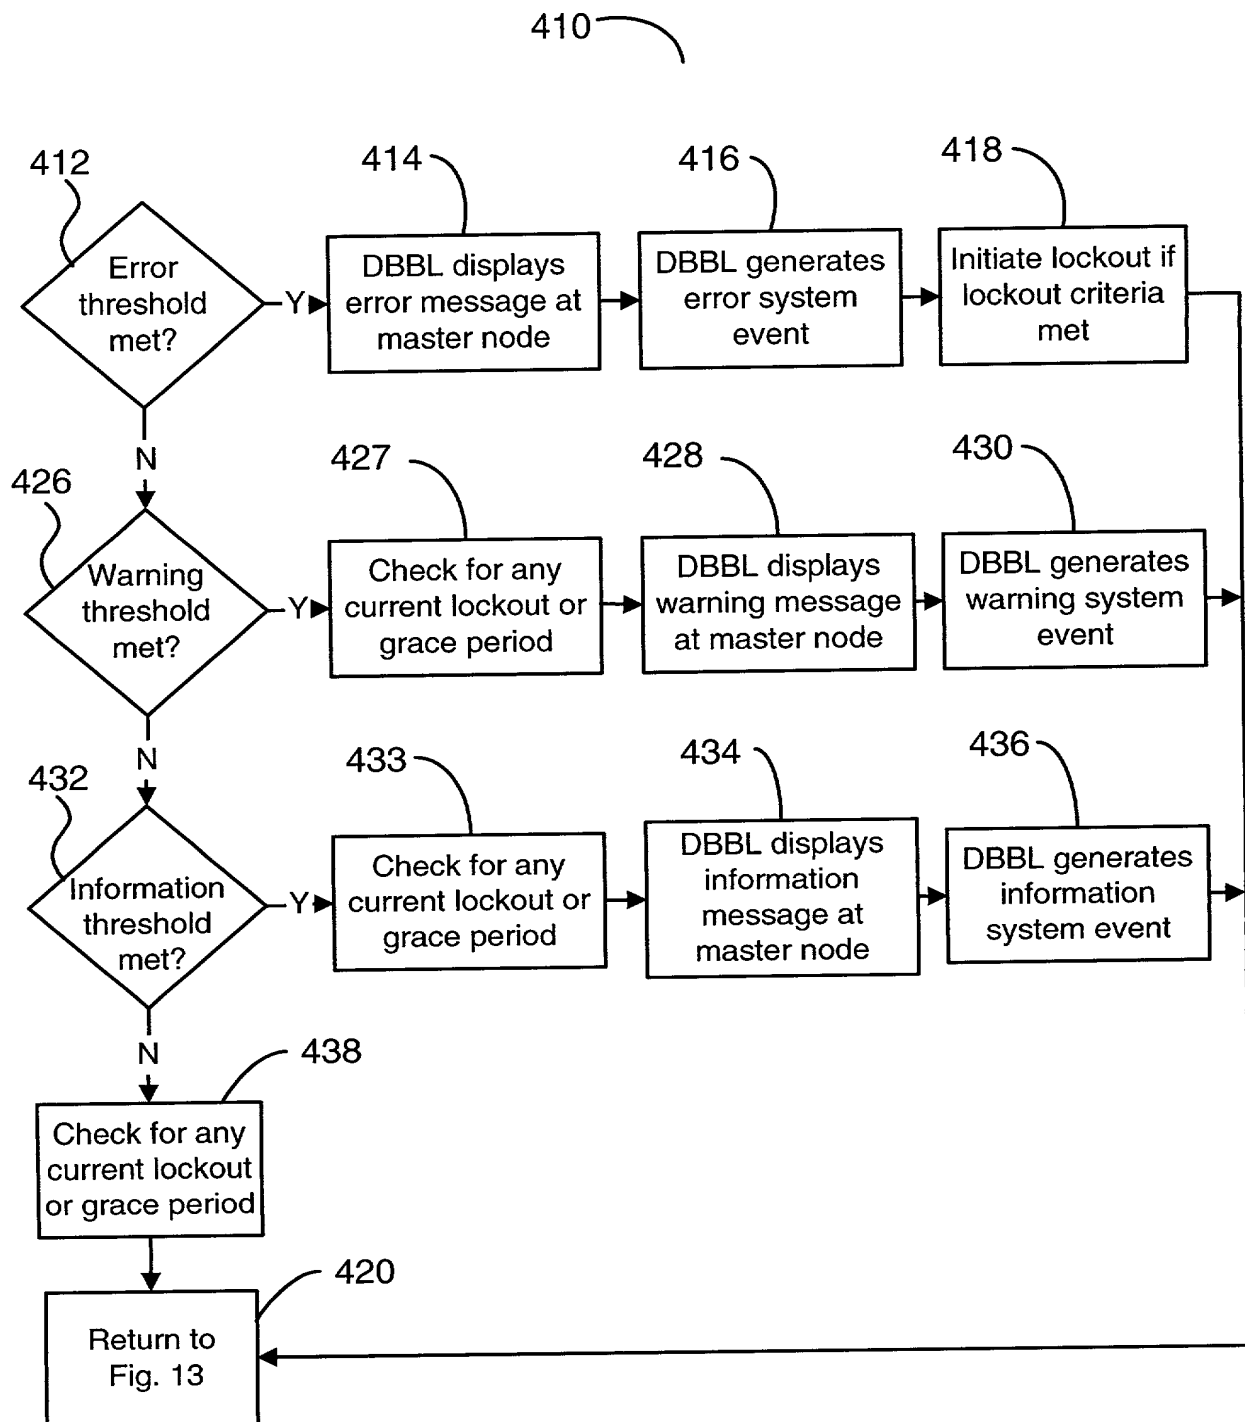 410
412
414
416
418
Error
threshold
met?
Y
DBBL displays
error message at
master node
DBBL generates
error system
event
Initiate lockout if
lockout criteria
met
N
426
427
428
430
Warning
threshold
met?
Y
Check for any
current lockout or
grace period
DBBL displays
warning message
at master node
DBBL generates
warning system
event
N
432
433
434
436
Information
threshold
met?
Y
Check for any
current lockout or
grace period
DBBL displays
information
message at
master node
DBBL generates
information
system event
N
438
Check for any
current lockout
or grace period
420
Return to
Fig. 13